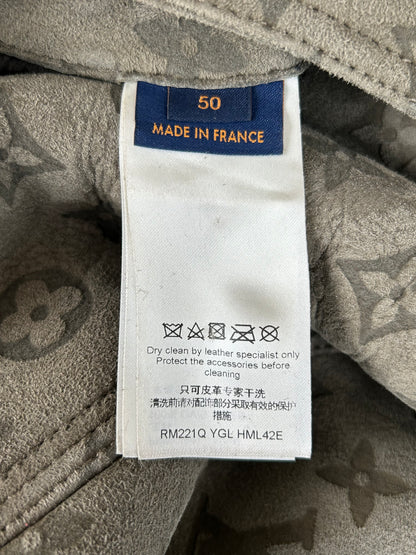 50
MADE IN FRANCE
Dry clean by leather specialist only
Protect the accessories before
cleaning
只可皮革专家干洗
清洗前请对配饰部分采取有效的保护
措施
RM221Q YGL HML42E